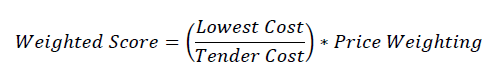 Weighted Score = (Lowest Cost / Tender Cost) * Price Weighting